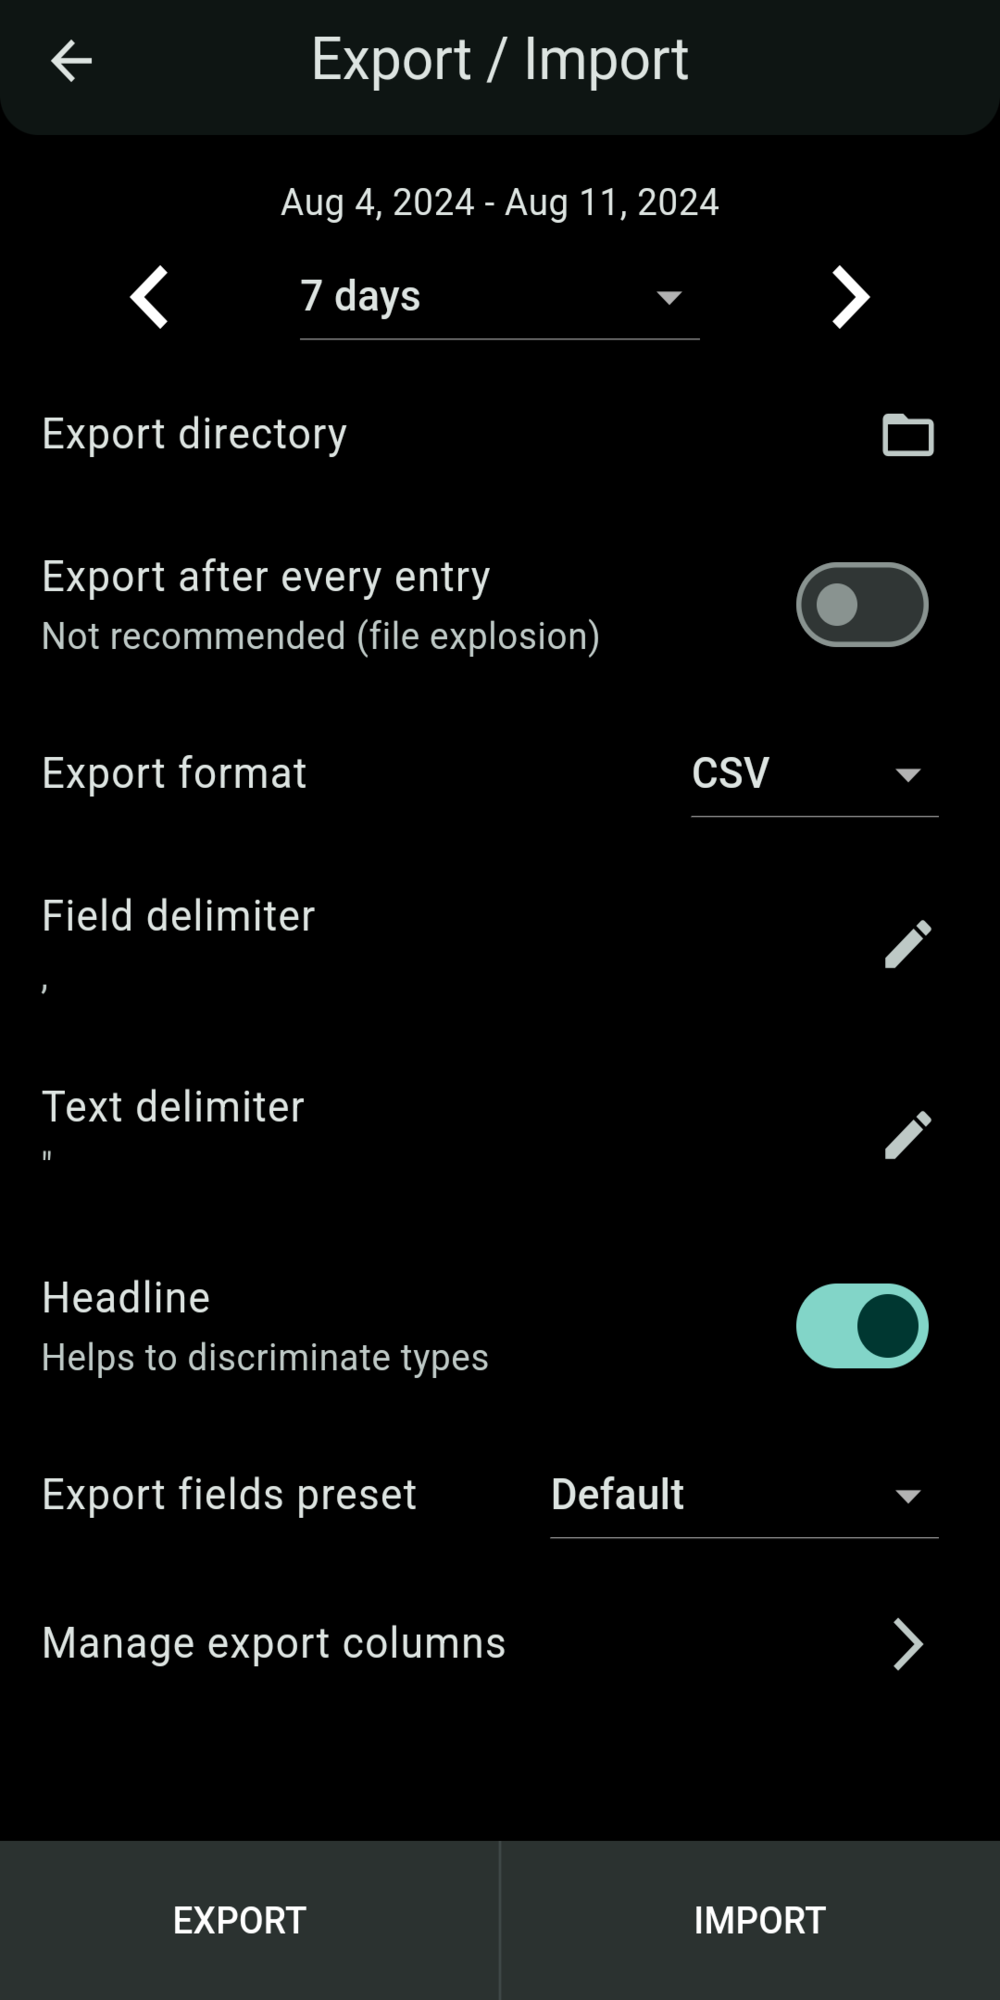 Export / Import
Aug 4, 2024 - Aug 11, 2024
7 days
Export directory
Export after every entry
Not recommended (file explosion)
Export format
CSV
Field delimiter
,
Text delimiter
"
Headline
Helps to discriminate types
Export fields preset
Default
Manage export columns
EXPORT
IMPORT